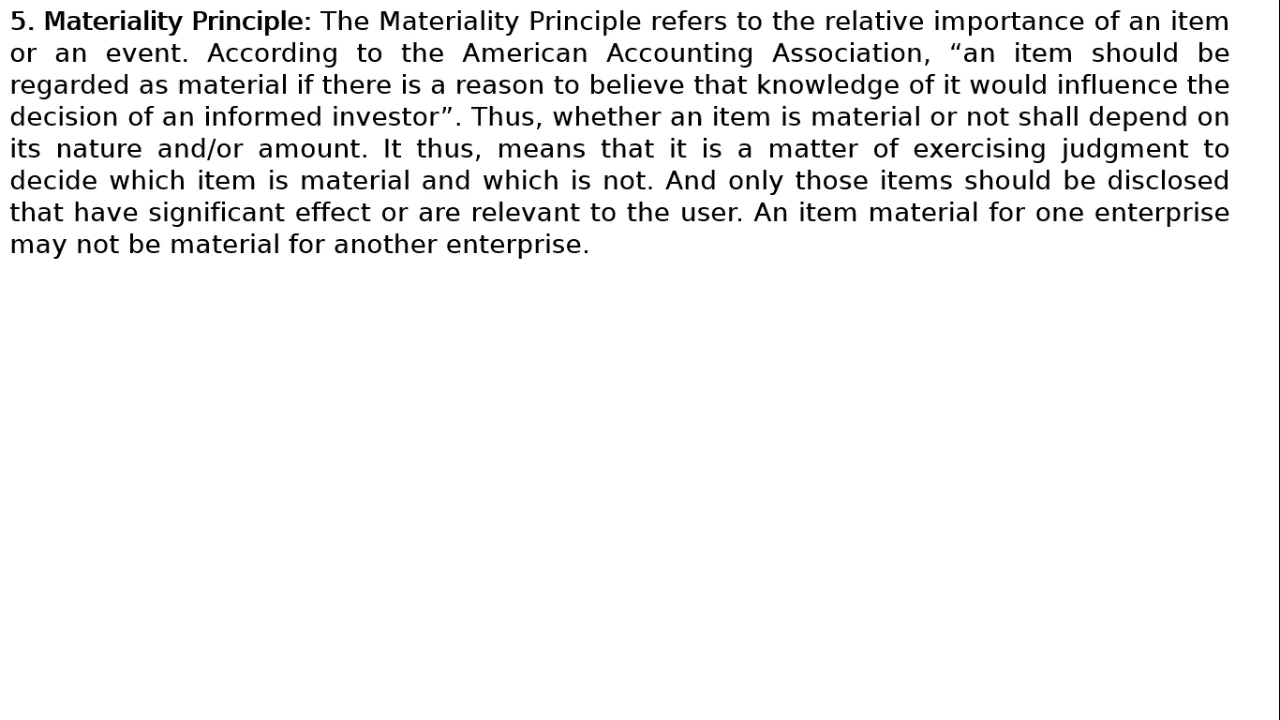 5. Materiality Principle: The Materiality Principle refers to the relative importance of an item
or an event. According to the American Accounting Association, “an item should be
regarded as material if there is a reason to believe that knowledge of it would influence the
decision of an informed investor”. Thus, whether an item is material or not shall depend on
its nature and/or amount. It thus, means that it is a matter of exercising judgment to
decide which item is material and which is not. And only those items should be disclosed
that have significant effect or are relevant to the user. An item material for one enterprise
may not be material for another enterprise.